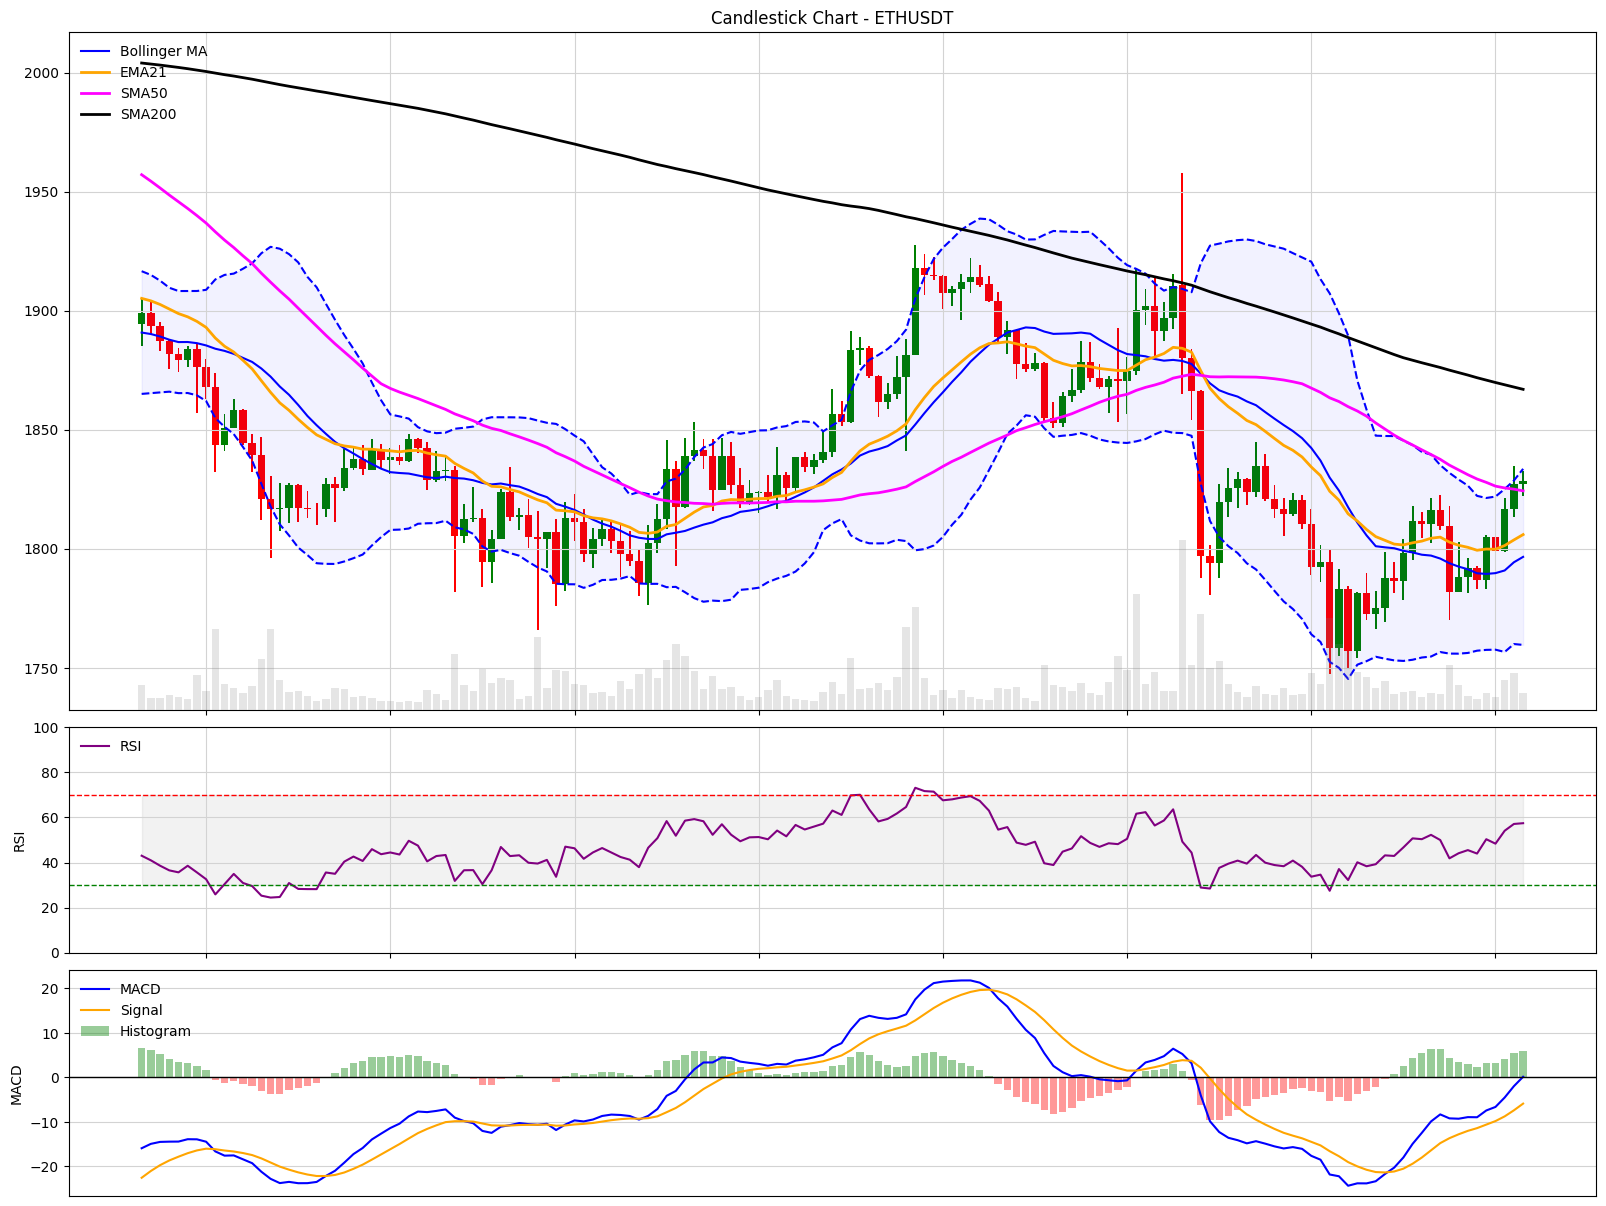 Candlestick Chart - ETHUSDT
Bollinger MA
EMA21
SMA50
SMA200
2000
1950
1900
1850
1800
1750
RSI
100
80
60
40
20
0
RSI
MACD
Signal
Histogram
20
10
0
−10
−20
MACD